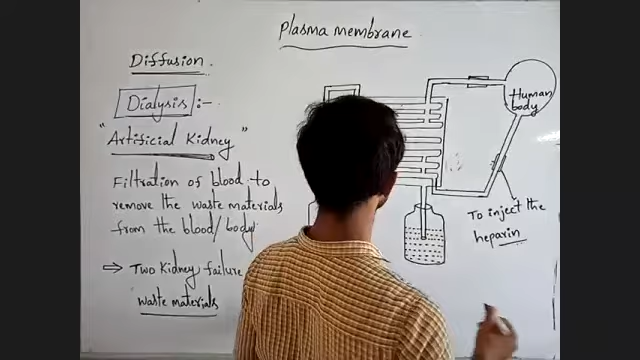 Plasma membrane
Diffusion.
Dialysis :-
"Artificial Kidney"
Filtration of blood to
remove the waste materials
from the blood/body
⇒ Two Kidney failure
waste materials
Human
body
To inject the
heparin